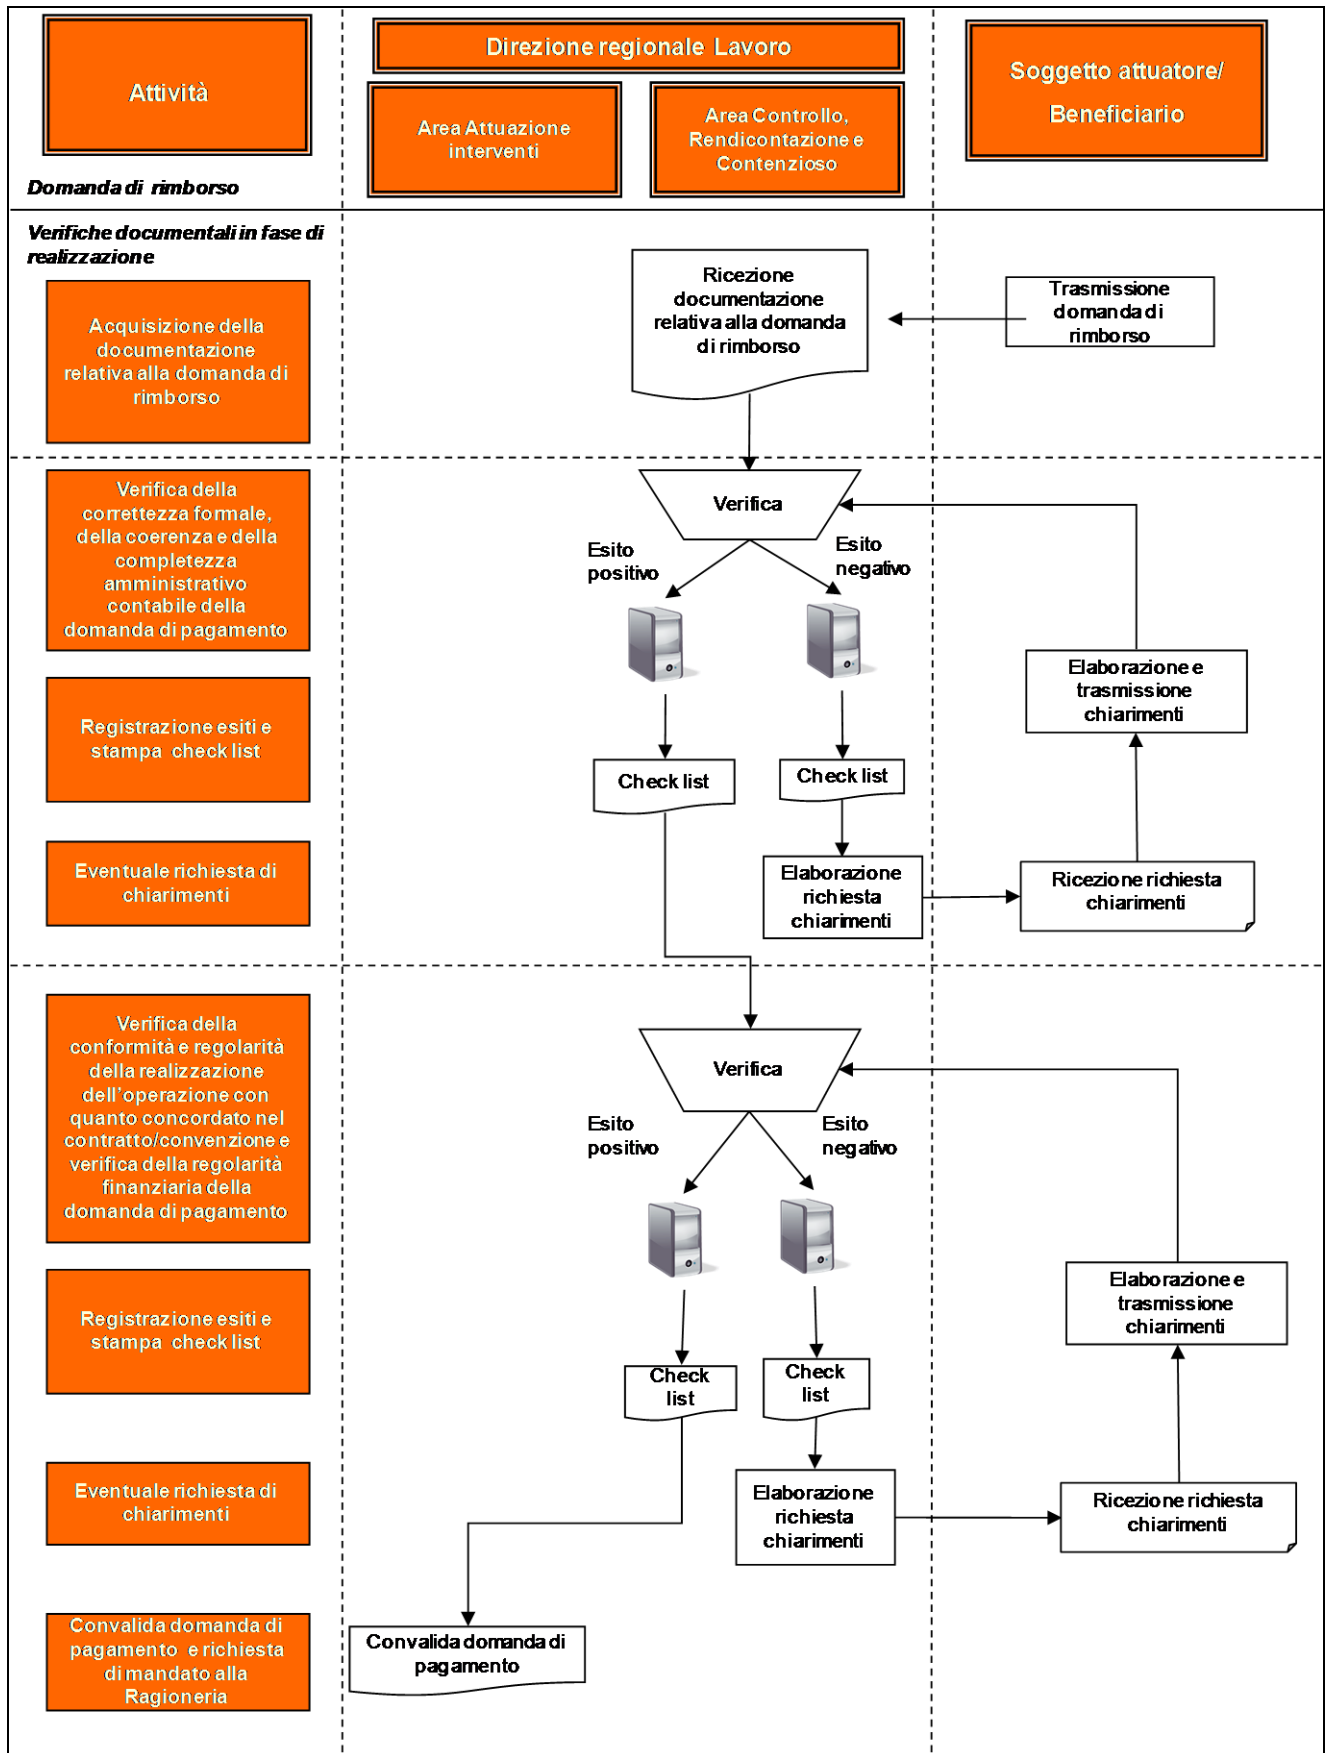 Attività
Direzione regionale Lavoro
Area Attuazione
interventi
Area Controllo,
Rendicontazione e
Contenzioso
Soggetto attuatore/
Beneficiario
Domanda di rimborso
Verifiche documentali in fase di
realizzazione
Acquisizione della
documentazione
relativa alla domanda di
rimborso
Ricezione
documentazione
relativa alla domanda
di rimborso
Trasmissione
domanda di
rimborso
Verifica della
correttezza formale,
della coerenza e della
completezza
amministrativo
contabile della
domanda di pagamento
Verifica
Esito
positivo
Esito
negativo
Elaborazione e
trasmissione
chiarimenti
Registrazione esiti e
stampa check list
Check list
Check list
Eventuale richiesta di
chiarimenti
Elaborazione
richiesta
chiarimenti
Ricezione richiesta
chiarimenti
Verifica della
conformità e regolarità
della realizzazione
dell'operazione con
quanto concordato nel
contratto/convenzione e
verifica della regolarità
finanziaria della
domanda di pagamento
Verifica
Esito
positivo
Esito
negativo
Elaborazione e
trasmissione
chiarimenti
Registrazione esiti e
stampa check list
Check
list
Check
list
Eventuale richiesta di
chiarimenti
Elaborazione
richiesta
chiarimenti
Ricezione richiesta
chiarimenti
Convalida domanda di
pagamento e richiesta
di mandato alla
Ragioneria
Convalida domanda di
pagamento